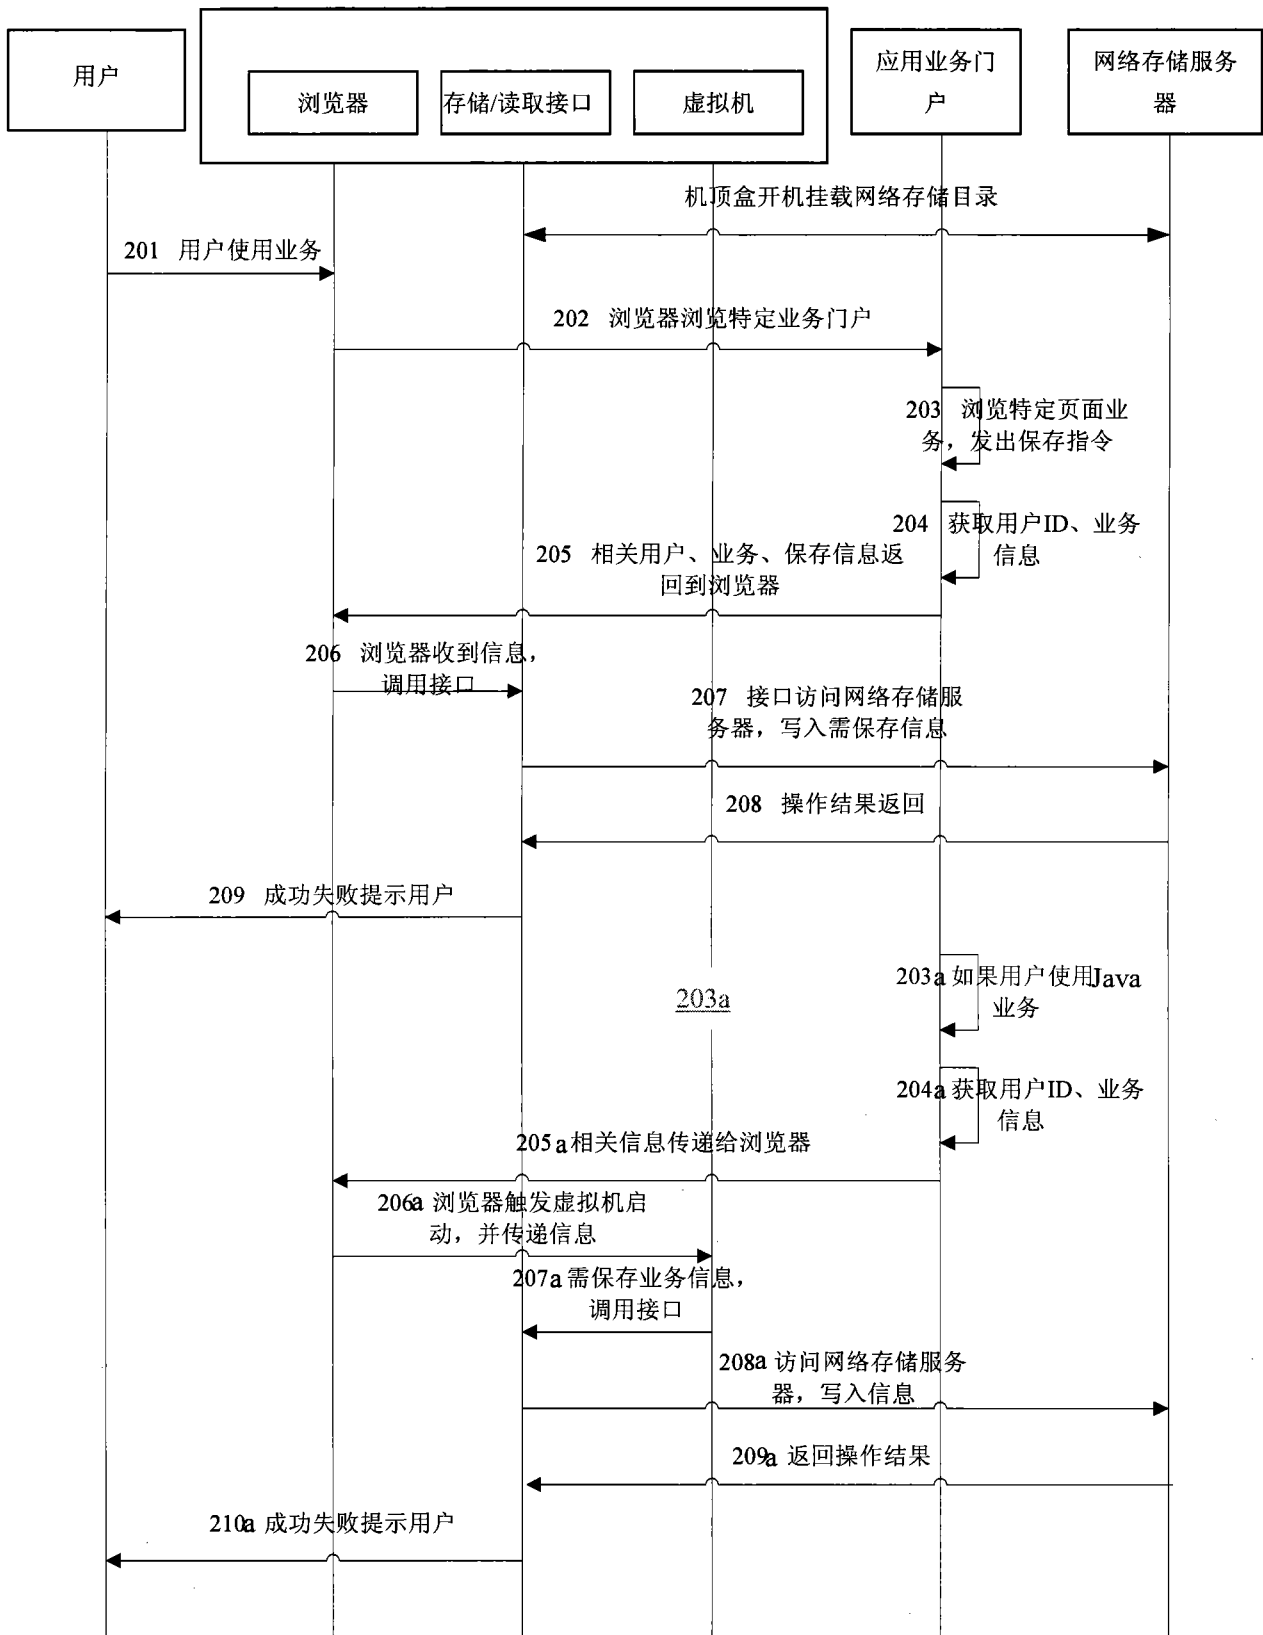 用户
浏览器
存储/读取接口
虚拟机
应用业务门
户
网络存储服务
器
机顶盒开机挂载网络存储目录
201 用户使用业务
202 浏览器浏览特定业务门户
203 浏览特定页面业
务，发出保存指令
204 获取用户ID、业务
信息
205 相关用户、业务、保存信息返
回到浏览器
206 浏览器收到信息，
调用接口
207 接口访问网络存储服
务器，写入需保存信息
208 操作结果返回
209 成功失败提示用户
203a 如果用户使用Java
业务
203a
204a 获取用户ID、业务
信息
205a 相关信息传递给浏览器
206a 浏览器触发虚拟机启
动，并传递信息
207a 需保存业务信息，
调用接口
208a 访问网络存储服务
器，写入信息
209a 返回操作结果
210a 成功失败提示用户